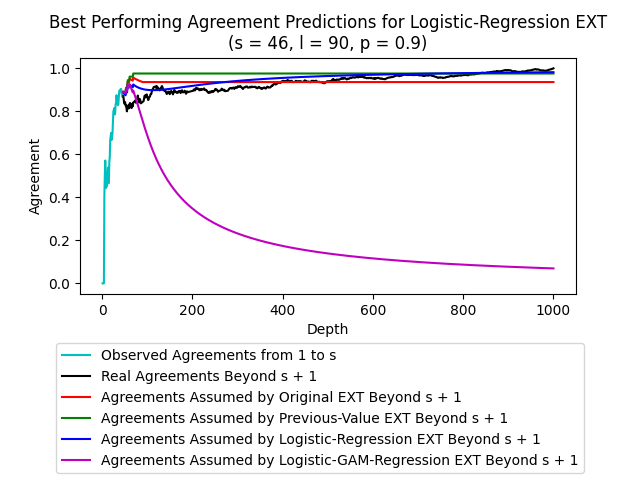 Best Performing Agreement Predictions for Logistic-Regression EXT
(s = 46, l = 90, p = 0.9)
1.0
0.8
0.6
0.4
0.2
0.0
Agreement
0 200 400 600 800 1000
Depth
Observed Agreements from 1 to s
Real Agreements Beyond s + 1
Agreements Assumed by Original EXT Beyond s + 1
Agreements Assumed by Previous-Value EXT Beyond s + 1
Agreements Assumed by Logistic-Regression EXT Beyond s + 1
Agreements Assumed by Logistic-GAM-Regression EXT Beyond s + 1